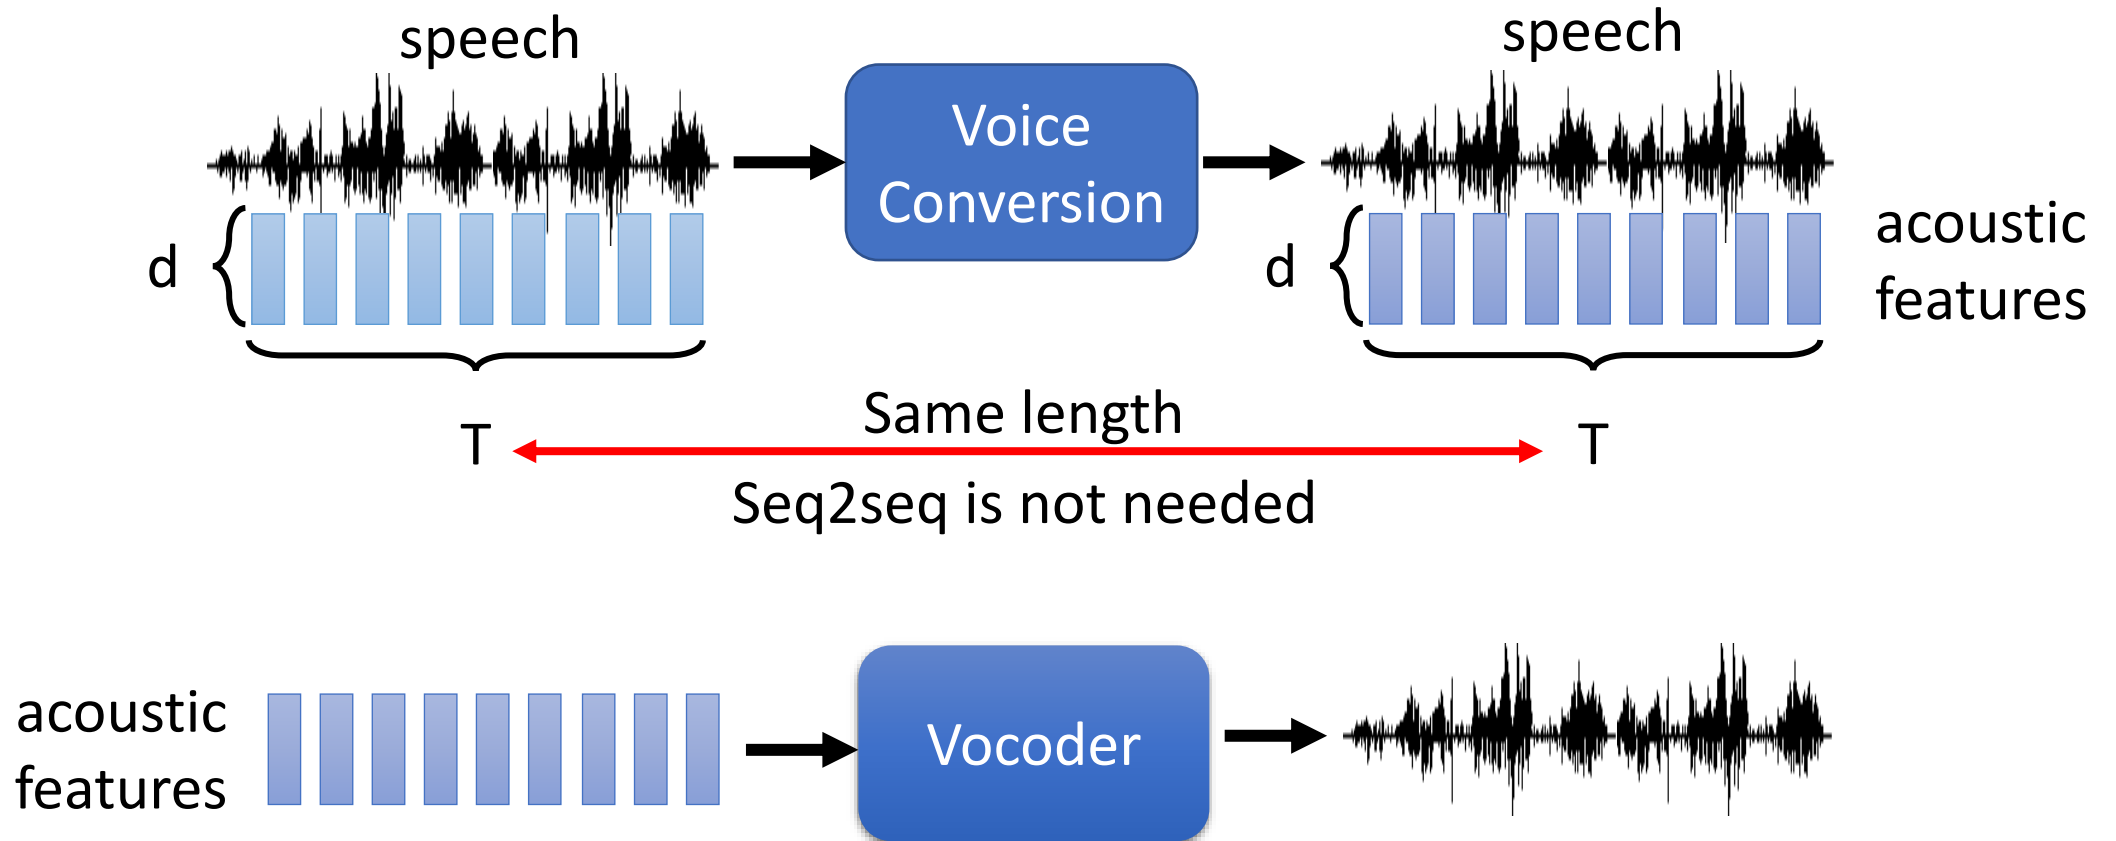 speech
speech
Voice
Conversion
d
d
acoustic
features
Same length
T
T
Seq2seq is not needed
acoustic
features
Vocoder